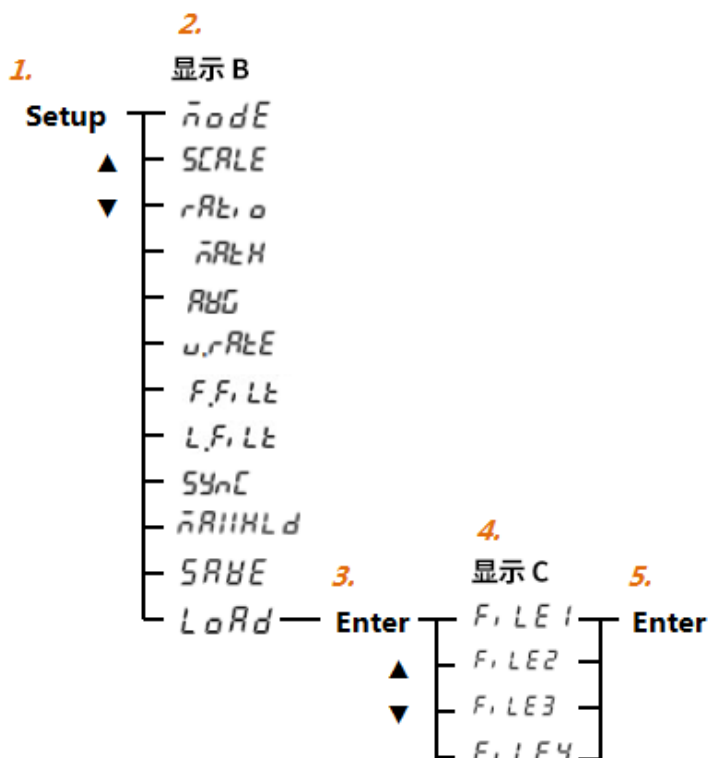 2.
1.
显示 B
Setup
modE
▲
SCALE
▼
rAtio
mAtH
AVG
u.rAtE
F.FiLt
L.FiLt
SYnC
4.
mAXHLd
显示 C
SAVE
3.
5.
LoAd
Enter
FiLE1
Enter
▲
FiLE2
▼
FiLE3
FiLE4